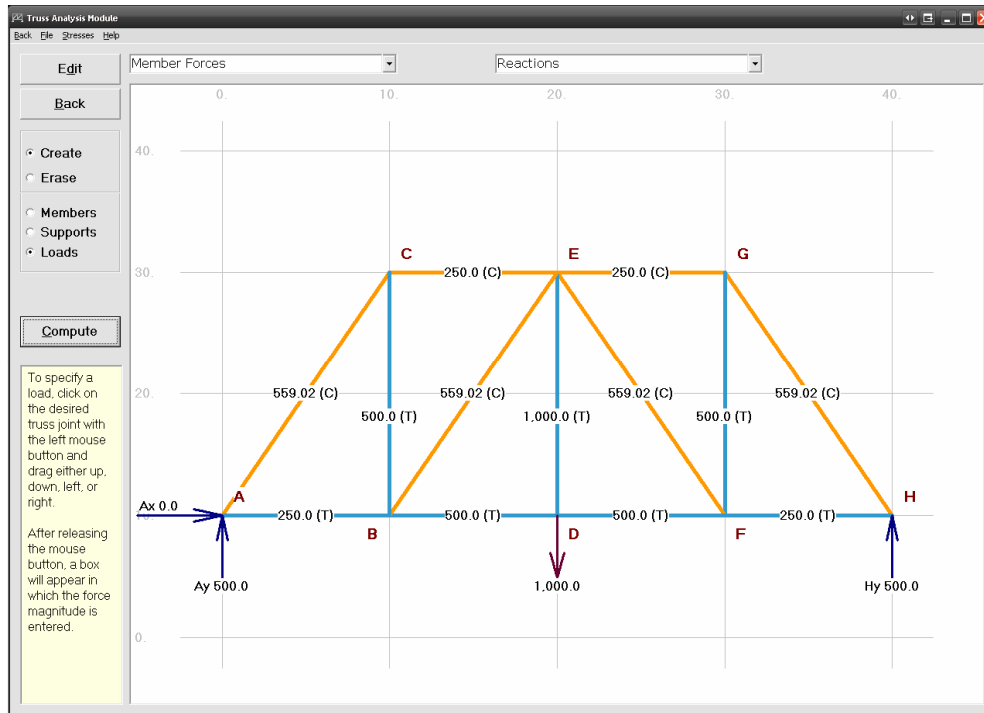 Truss Analysis Module
Back File Stresses Help
Edit
Back
Create
Erase
Members
Supports
Loads
Compute
To specify a
load, click on
the desired
truss joint with
the left mouse
button and
drag either up,
down, left, or
right.
After releasing
the mouse
button, a box
will appear in
which the force
magnitude is
entered.
Member Forces
Reactions
0. 10. 20. 30. 40.
40.
30.
20.
10.
0.
C E G
250.0 (C) 250.0 (C)
559.02 (C) 559.02 (C) 559.02 (C) 559.02 (C)
500.0 (T) 1,000.0 (T) 500.0 (T)
A H
Ax 0.0
250.0 (T) 500.0 (T) 500.0 (T) 250.0 (T)
B D F
Ay 500.0 1,000.0 Hy 500.0